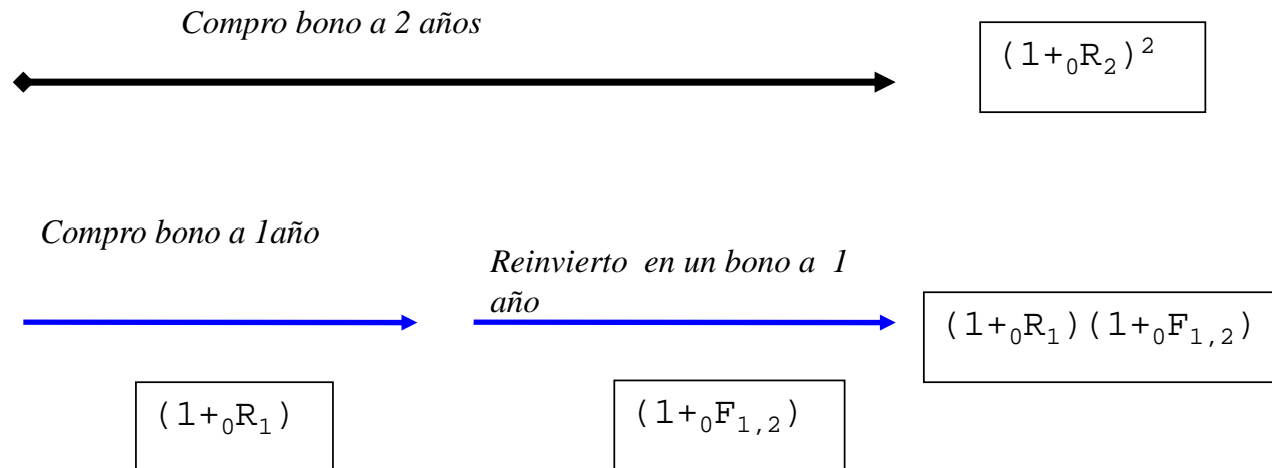 Compro bono a 2 años
(1+₀R₂)²
Compro bono a 1año
Reinvierto en un bono a 1
año
(1+₀R₁)(1+₀F₁,₂)
(1+₀R₁)
(1+₀F₁,₂)